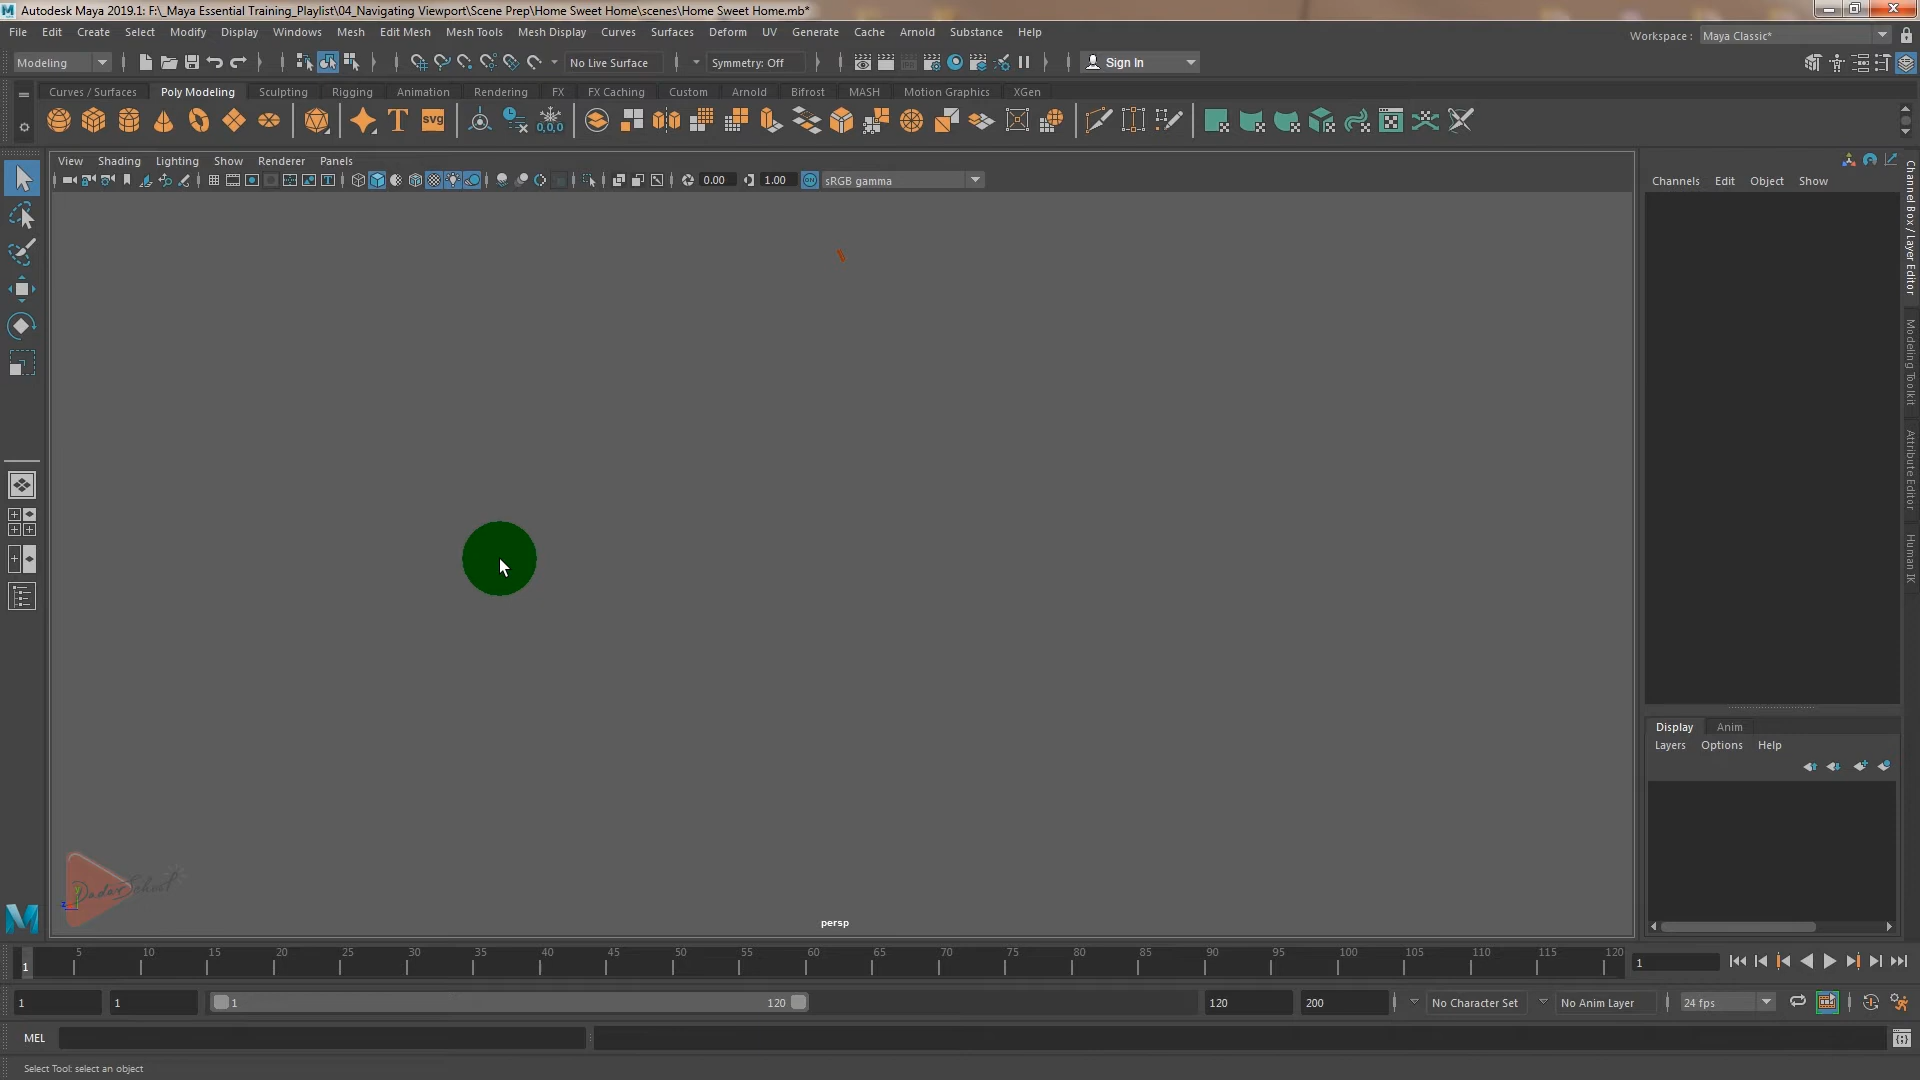 Autodesk Maya 2019.1: F:\_Maya Essential Training_Playlist\04_Navigating Viewport\Scene Prep\Home Sweet Home\scenes\Home Sweet Home.mb*
File Edit Create Select Modify Display Windows Mesh Edit Mesh Mesh Tools Mesh Display Curves Surfaces Deform UV Generate Cache Arnold Substance Help
Workspace : Maya Classic*
Modeling No Live Surface Symmetry: Off Sign In
Curves / Surfaces Poly Modeling Sculpting Rigging Animation Rendering FX FX Caching Custom Arnold Bifrost MASH Motion Graphics XGen
T svg 0,0,0
View Shading Lighting Show Renderer Panels
0.00 1.00 ON sRGB gamma
Channels Edit Object Show
Channel Box / Layer Editor
Modeling Toolkit
Attribute Editor
Human IK
Display Anim
Layers Options Help
DadarSchool
y
z
persp
5 10 15 20 25 30 35 40 45 50 55 60 65 70 75 80 85 90 95 100 105 110 115 120
1
1
1 1 1 120 120 200 No Character Set No Anim Layer 24 fps
MEL
Select Tool: select an object